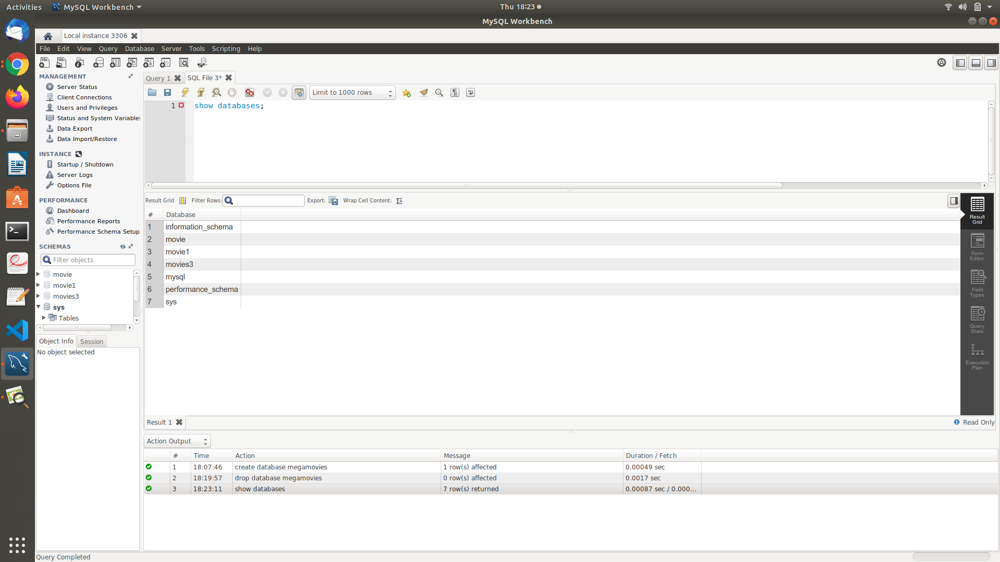 Activities
MySQL Workbench
Thu 18:23
MySQL Workbench
Local instance 3306
File Edit View Query Database Server Tools Scripting Help
MANAGEMENT
Server Status
Client Connections
Users and Privileges
Status and System Variables
Data Export
Data Import/Restore
INSTANCE
Startup / Shutdown
Server Logs
Options File
PERFORMANCE
Dashboard
Performance Reports
Performance Schema Setup
SCHEMAS
Filter objects
movie
movie1
movies3
sys
Tables
Object Info Session
No object selected
Query 1 SQL File 3*
Limit to 1000 rows
1 show databases;
Result Grid Filter Rows: Export: Wrap Cell Content:
# Database
1 information_schema
2 movie
3 movie1
4 movies3
5 mysql
6 performance_schema
7 sys
Result
Grid
Form
Editor
Field
Types
Query
Stats
Execution
Plan
Result 1
Read Only
Action Output
# Time Action Message Duration / Fetch
1 18:07:46 create database megamovies 1 row(s) affected 0.00049 sec
2 18:19:57 drop database megamovies 0 row(s) affected 0.0017 sec
3 18:23:11 show databases 7 row(s) returned 0.00087 sec / 0.000...
Query Completed